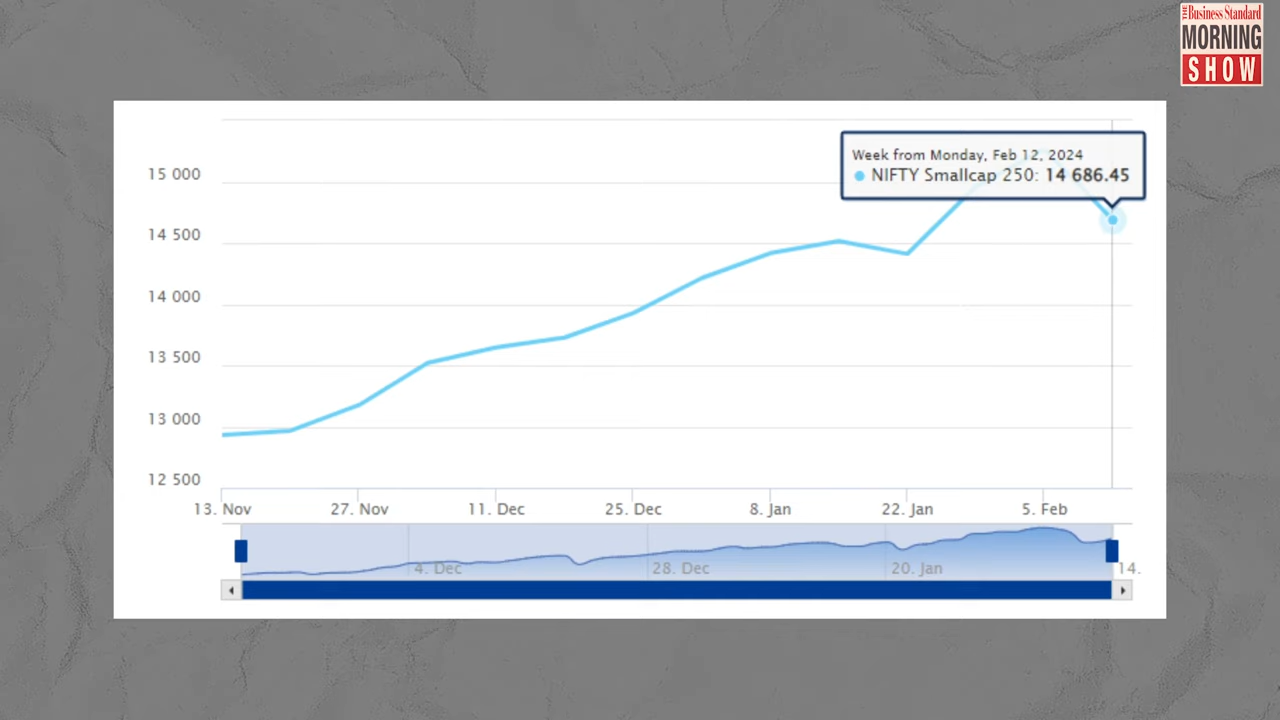 THE Business Standard
MORNING
SHOW
Week from Monday, Feb 12, 2024
NIFTY Smallcap 250: 14 686.45
15 000
14 500
14 000
13 500
13 000
12 500
13. Nov 27. Nov 11. Dec 25. Dec 8. Jan 22. Jan 5. Feb
4. Dec 28. Dec 20. Jan 14.